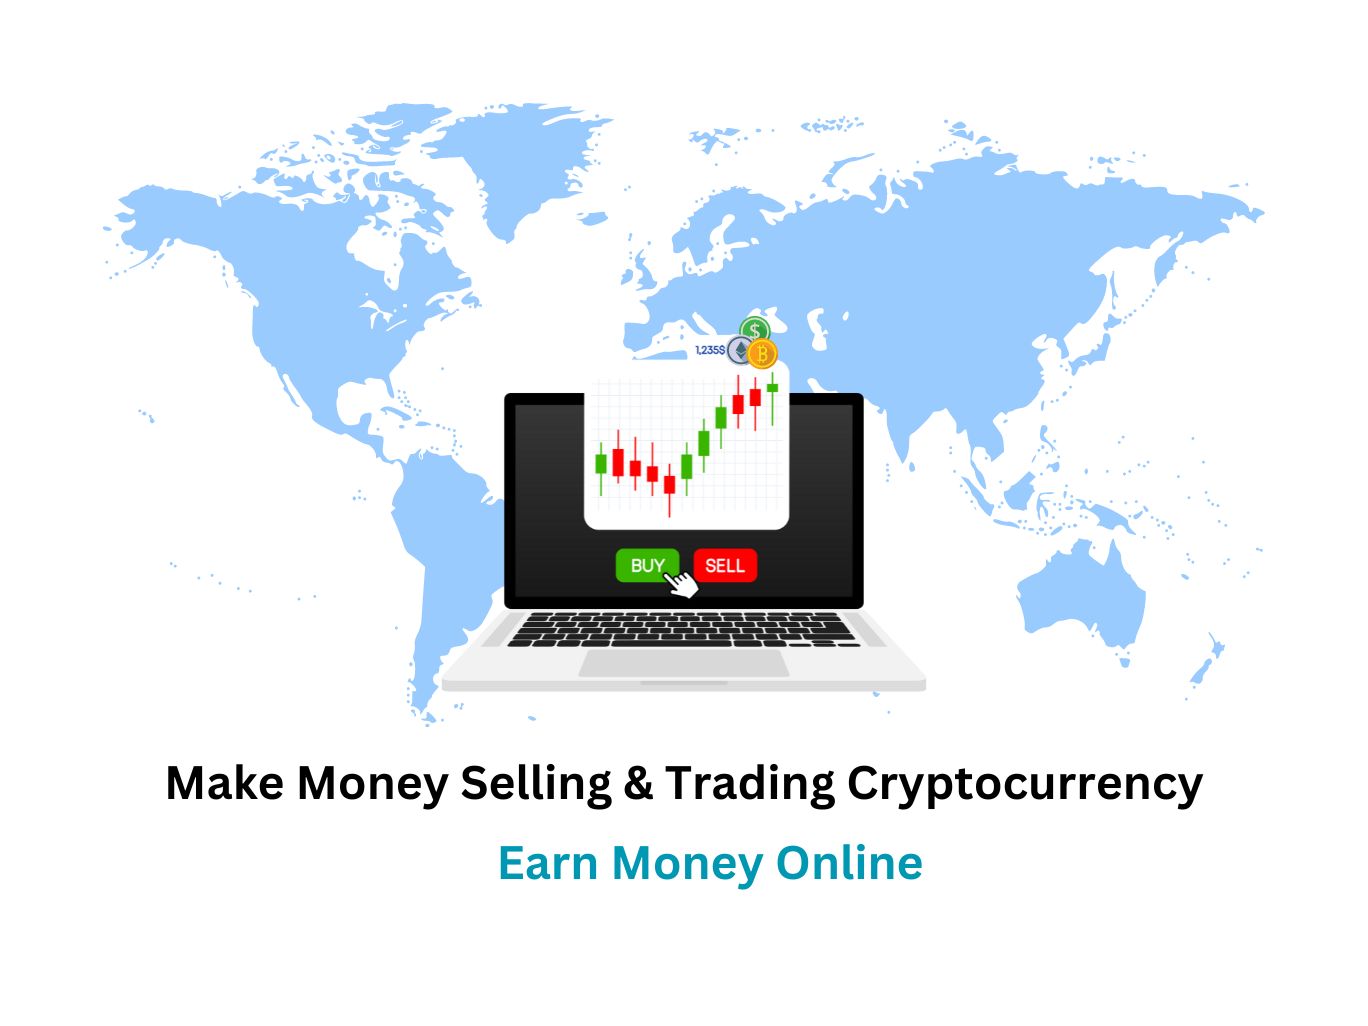 1,235$
$
BUY
SELL
Make Money Selling & Trading Cryptocurrency
Earn Money Online